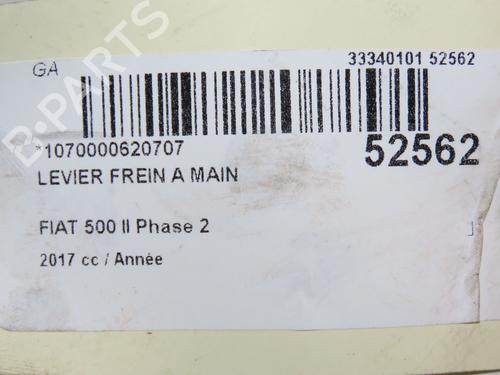 GA
33340101 52562
*1070000620707
52562
LEVIER FREIN A MAIN
FIAT 500 II Phase 2
2017 cc / Année
B-PARTS